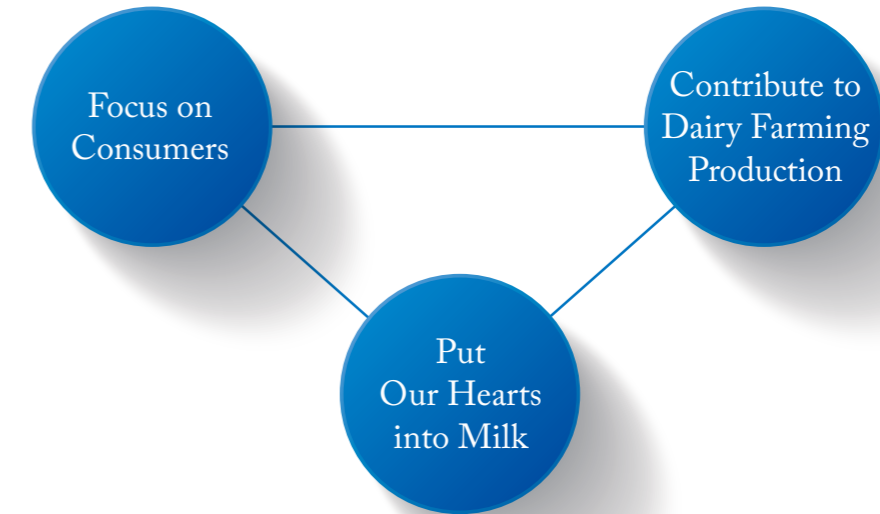 Focus on
Consumers
Contribute to
Dairy Farming
Production
Put
Our Hearts
into Milk